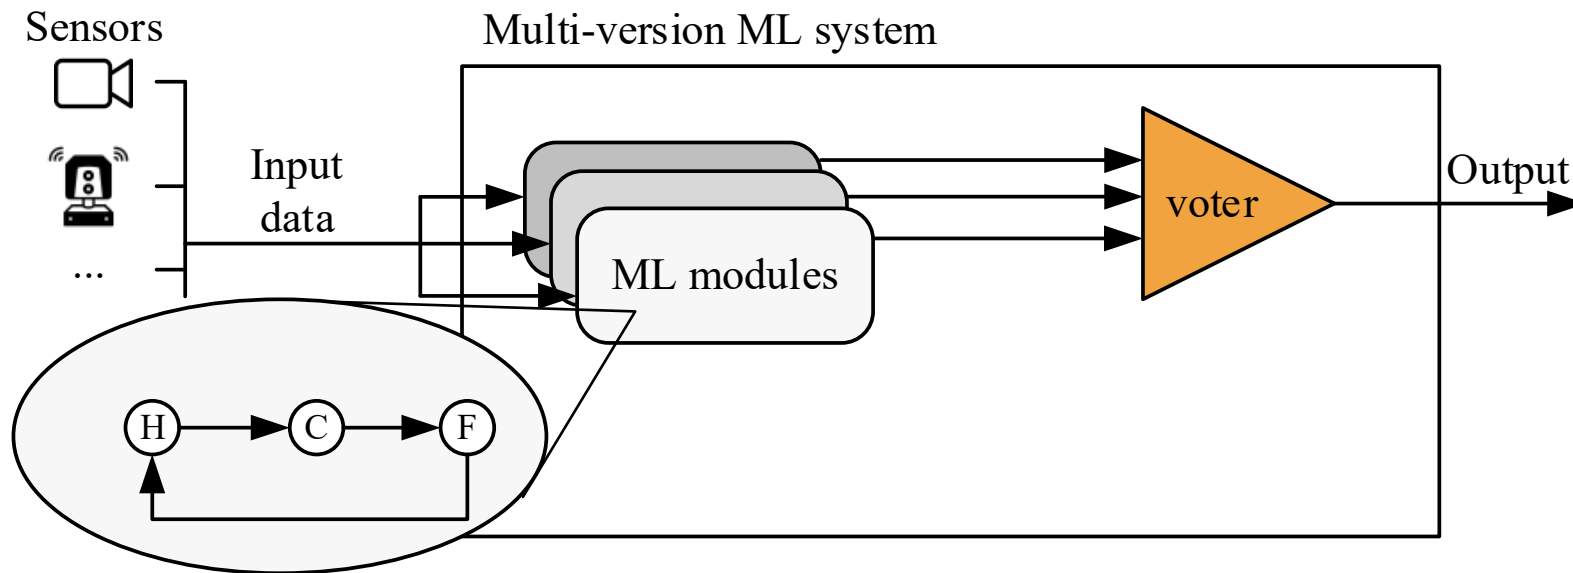 Sensors
Multi-version ML system
Input
data
...
ML modules
voter
Output
H
C
F